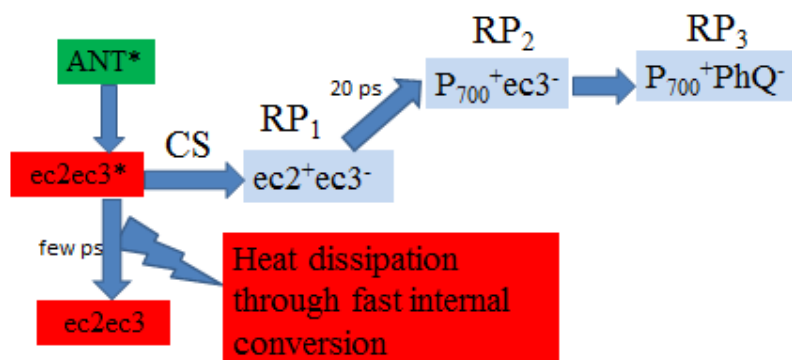 ANT*
ec2ec3*
CS
RP₁
ec2⁺ec3⁻
20 ps
RP₂
P₇₀₀⁺ec3⁻
RP₃
P₇₀₀⁺PhQ⁻
few ps
ec2ec3
Heat dissipation
through fast internal
conversion